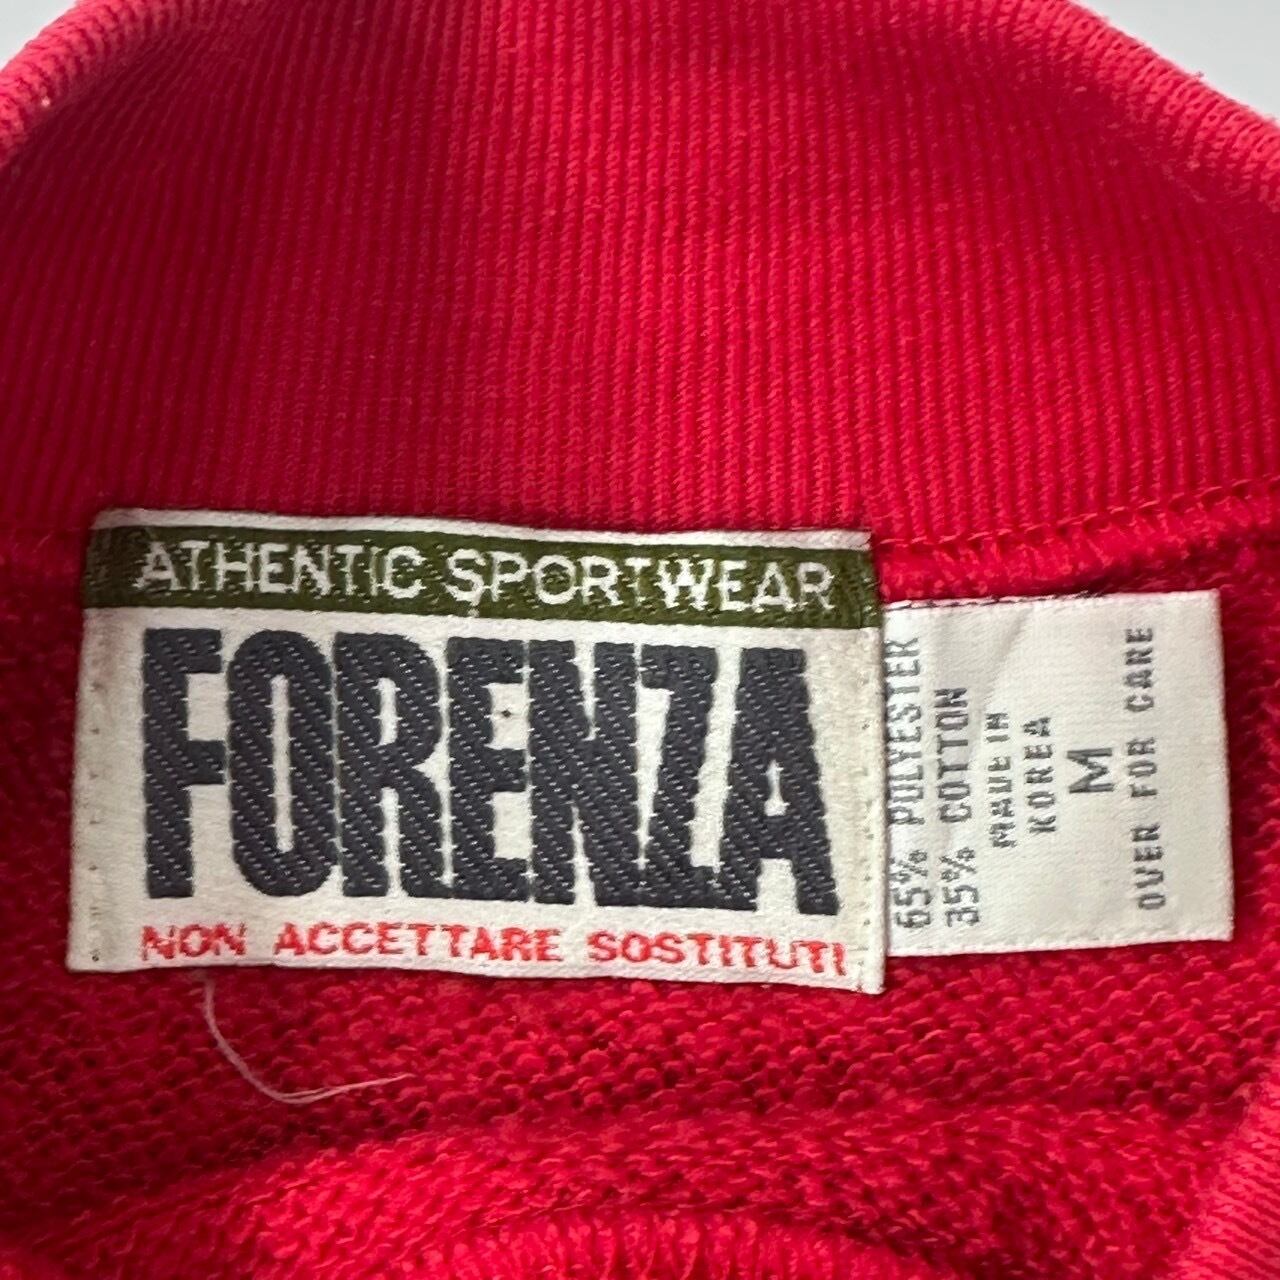 ATHENTIC SPORTWEAR
FORENZA
NON ACCETTARE SOSTITUTI
65% POLYESTER
35% COTTON
MADE IN
KOREA
M
OVER FOR CARE